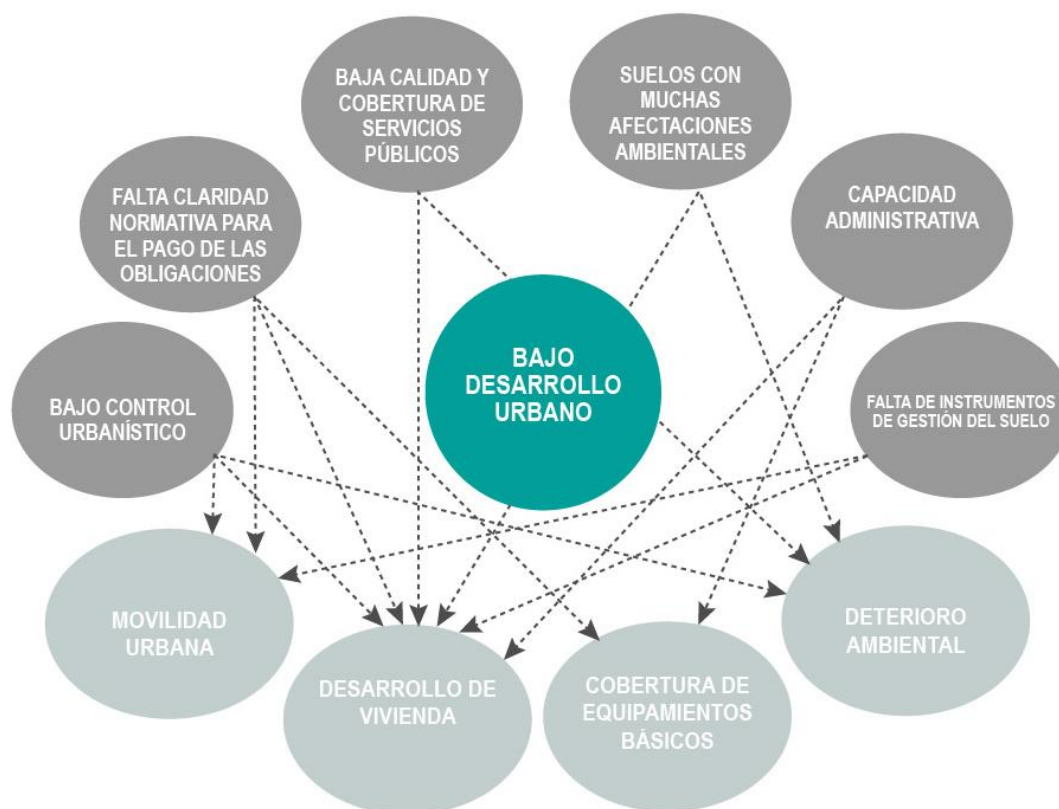 BAJA CALIDAD Y
COBERTURA DE
SERVICIOS
PÚBLICOS
SUELOS CON
MUCHAS
AFECTACIONES
AMBIENTALES
FALTA CLARIDAD
NORMATIVA PARA
EL PAGO DE LAS
OBLIGACIONES
CAPACIDAD
ADMINISTRATIVA
BAJO CONTROL
URBANÍSTICO
BAJO
DESARROLLO
URBANO
FALTA DE INSTRUMENTOS
DE GESTIÓN DEL SUELO
MOVILIDAD
URBANA
DESARROLLO DE
VIVIENDA
COBERTURA DE
EQUIPAMIENTOS
BÁSICOS
DETERIORO
AMBIENTAL